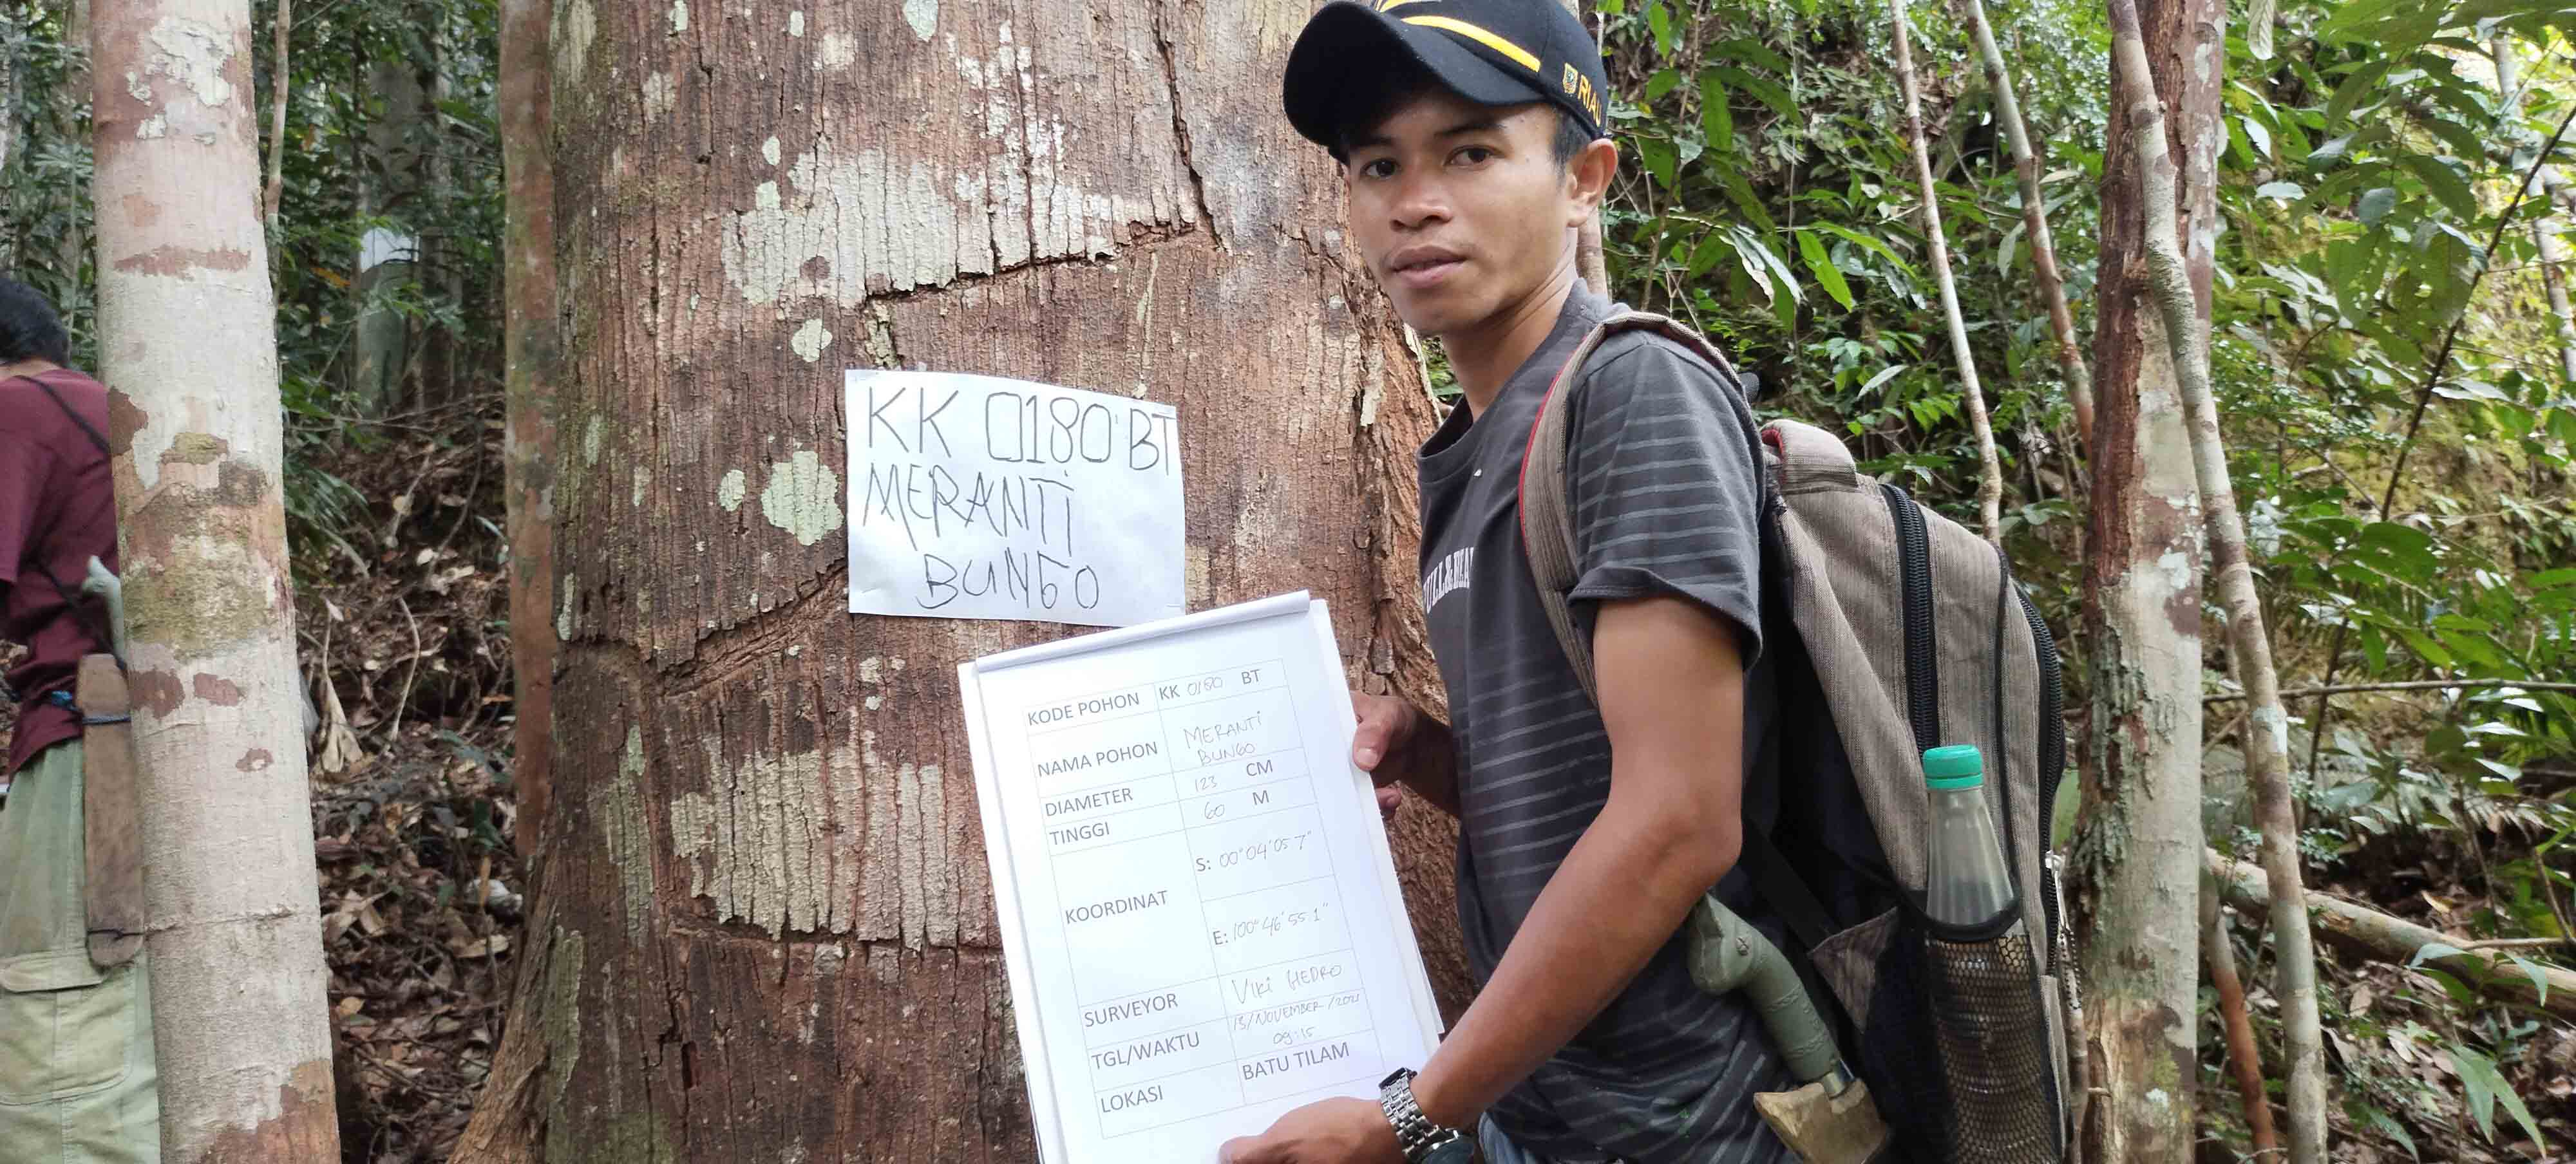 RIAU
KK 0180 BT
MERANTI
BUNGO
KODE POHON KK 0180 BT
NAMA POHON MERANTI
BUNGO
DIAMETER 123 CM
TINGGI 60 M
KOORDINAT S: 00°04'05 7"
E: 100°46'55 1"
SURVEYOR VIKI HEDRO
TGL/WAKTU 13/NOVEMBER/2021
09:15
LOKASI BATU TILAM